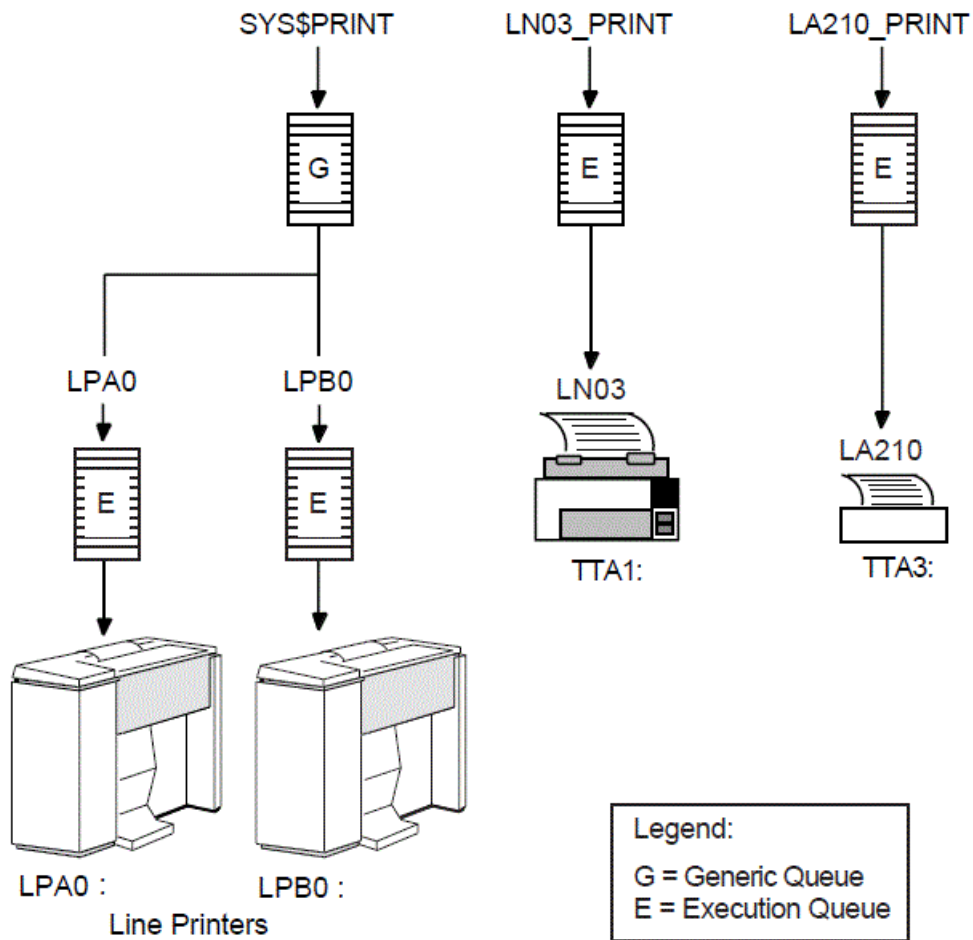 SYS$PRINT
LN03_PRINT
LA210_PRINT
G
E
E
LPA0
LPB0
LN03
LA210
E
E
TTA1:
TTA3:
LPA0 :
LPB0 :
Line Printers
Legend:
G = Generic Queue
E = Execution Queue